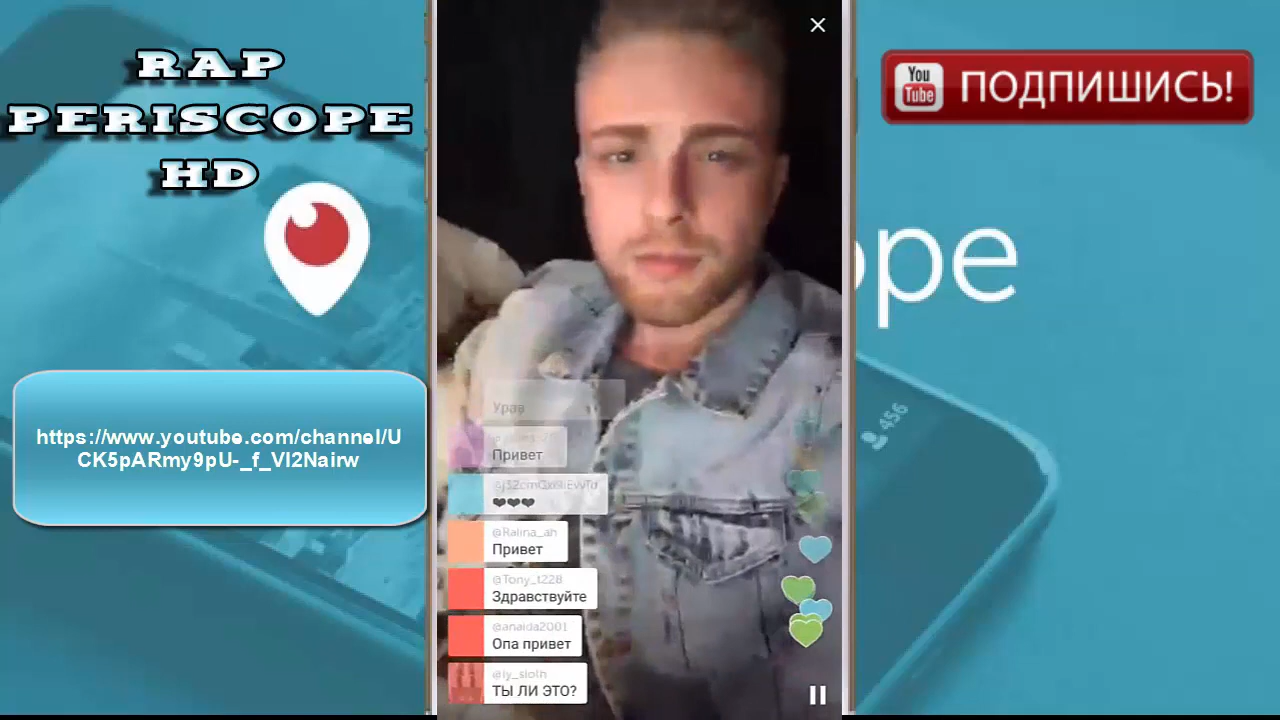 RAP
PERISCOPE
HD
You
Tube
ПОДПИШИСЬ!
ope
https://www.youtube.com/channel/U
CK5pARmy9pU-_f_Vl2Nairw
456
Урав
Привет
❤❤❤
@Ralina_ah
Привет
@Tony_t228
Здравствуйте
@anaida2001
Опа привет
@ly_sloth
ТЫ ЛИ ЭТО?